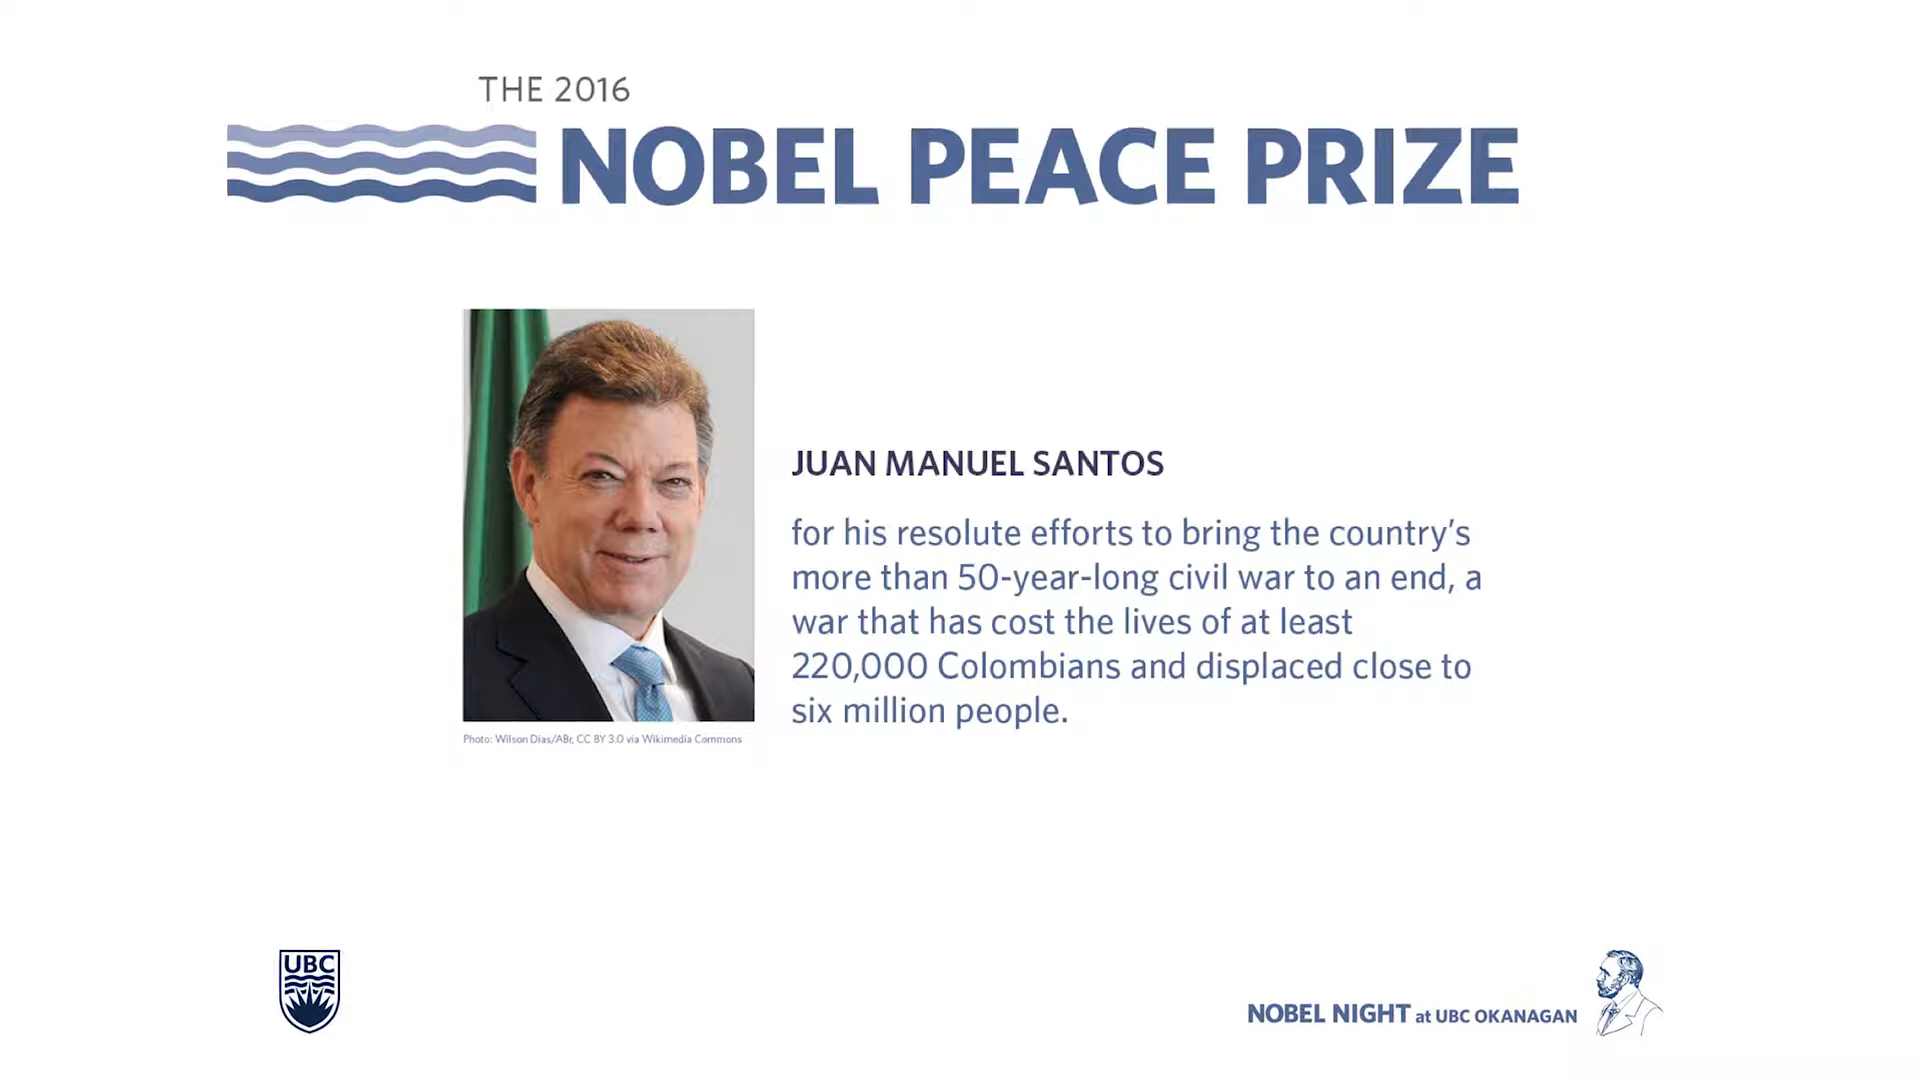 THE 2016
NOBEL PEACE PRIZE
JUAN MANUEL SANTOS
for his resolute efforts to bring the country’s
more than 50-year-long civil war to an end, a
war that has cost the lives of at least
220,000 Colombians and displaced close to
six million people.
Photo: Wilson Dias/ABr, CC BY 3.0 via Wikimedia Commons
UBC
NOBEL NIGHT at UBC OKANAGAN